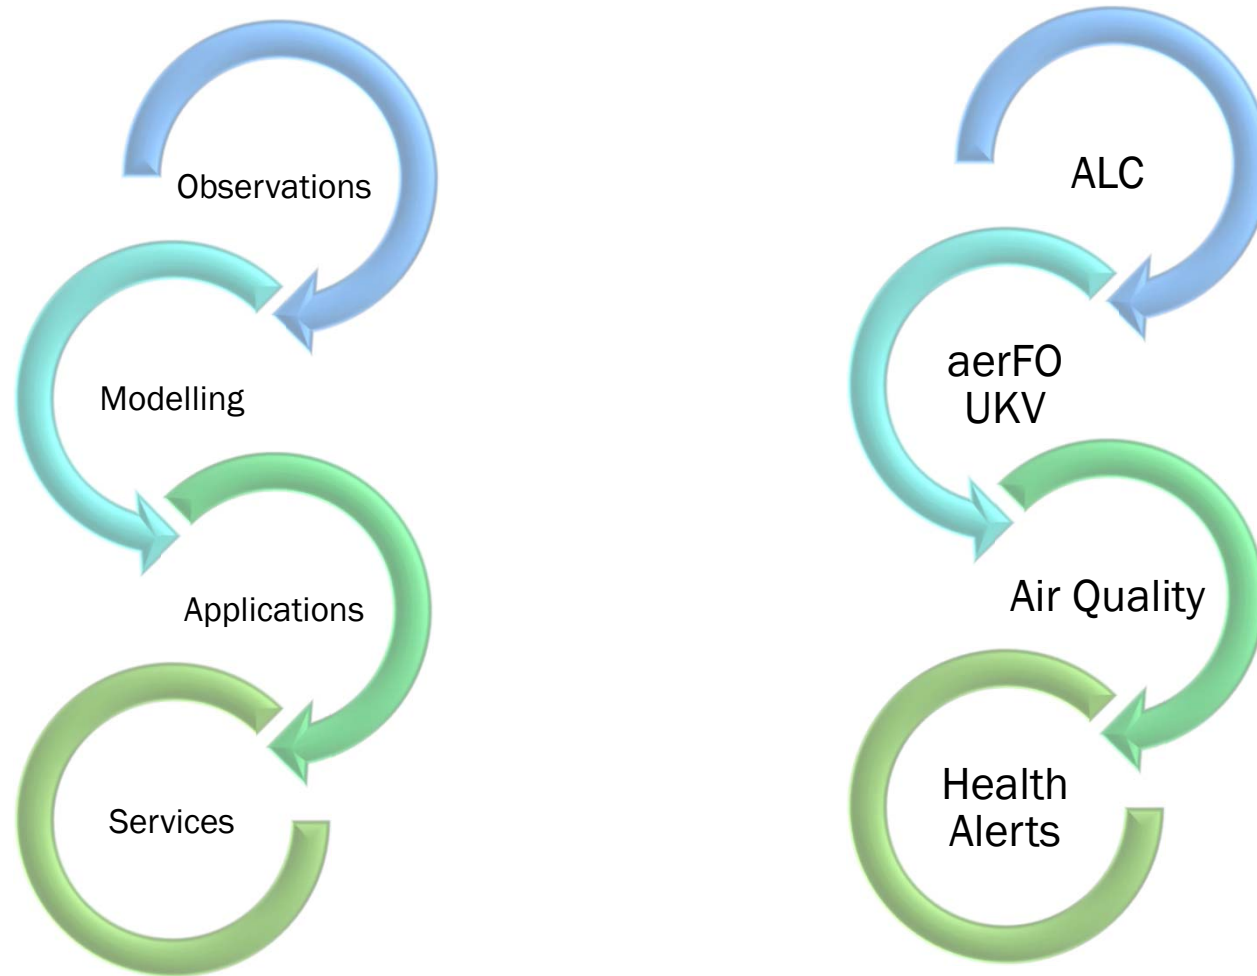 Observations
Modelling
Applications
Services
ALC
aerFO
UKV
Air Quality
Health
Alerts